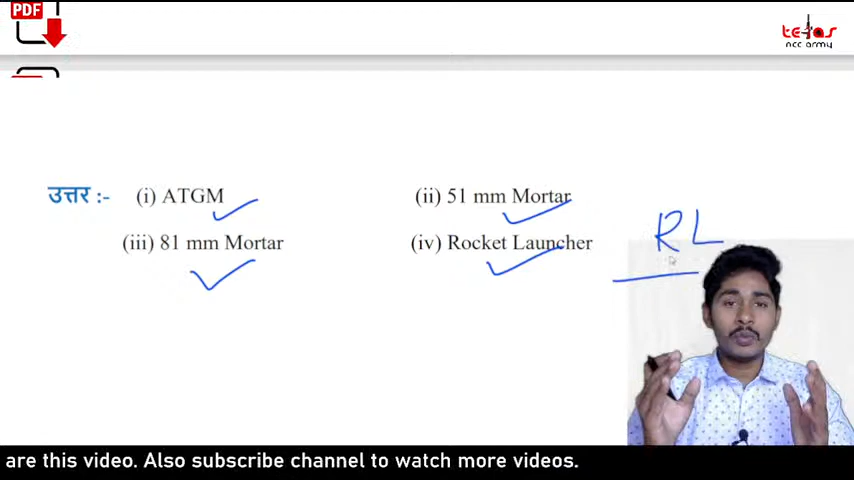 PDF
tejas
ncc army
उत्तर :- (i) ATGM (ii) 51 mm Mortar
(iii) 81 mm Mortar (iv) Rocket Launcher
RL
are this video. Also subscribe channel to watch more videos.